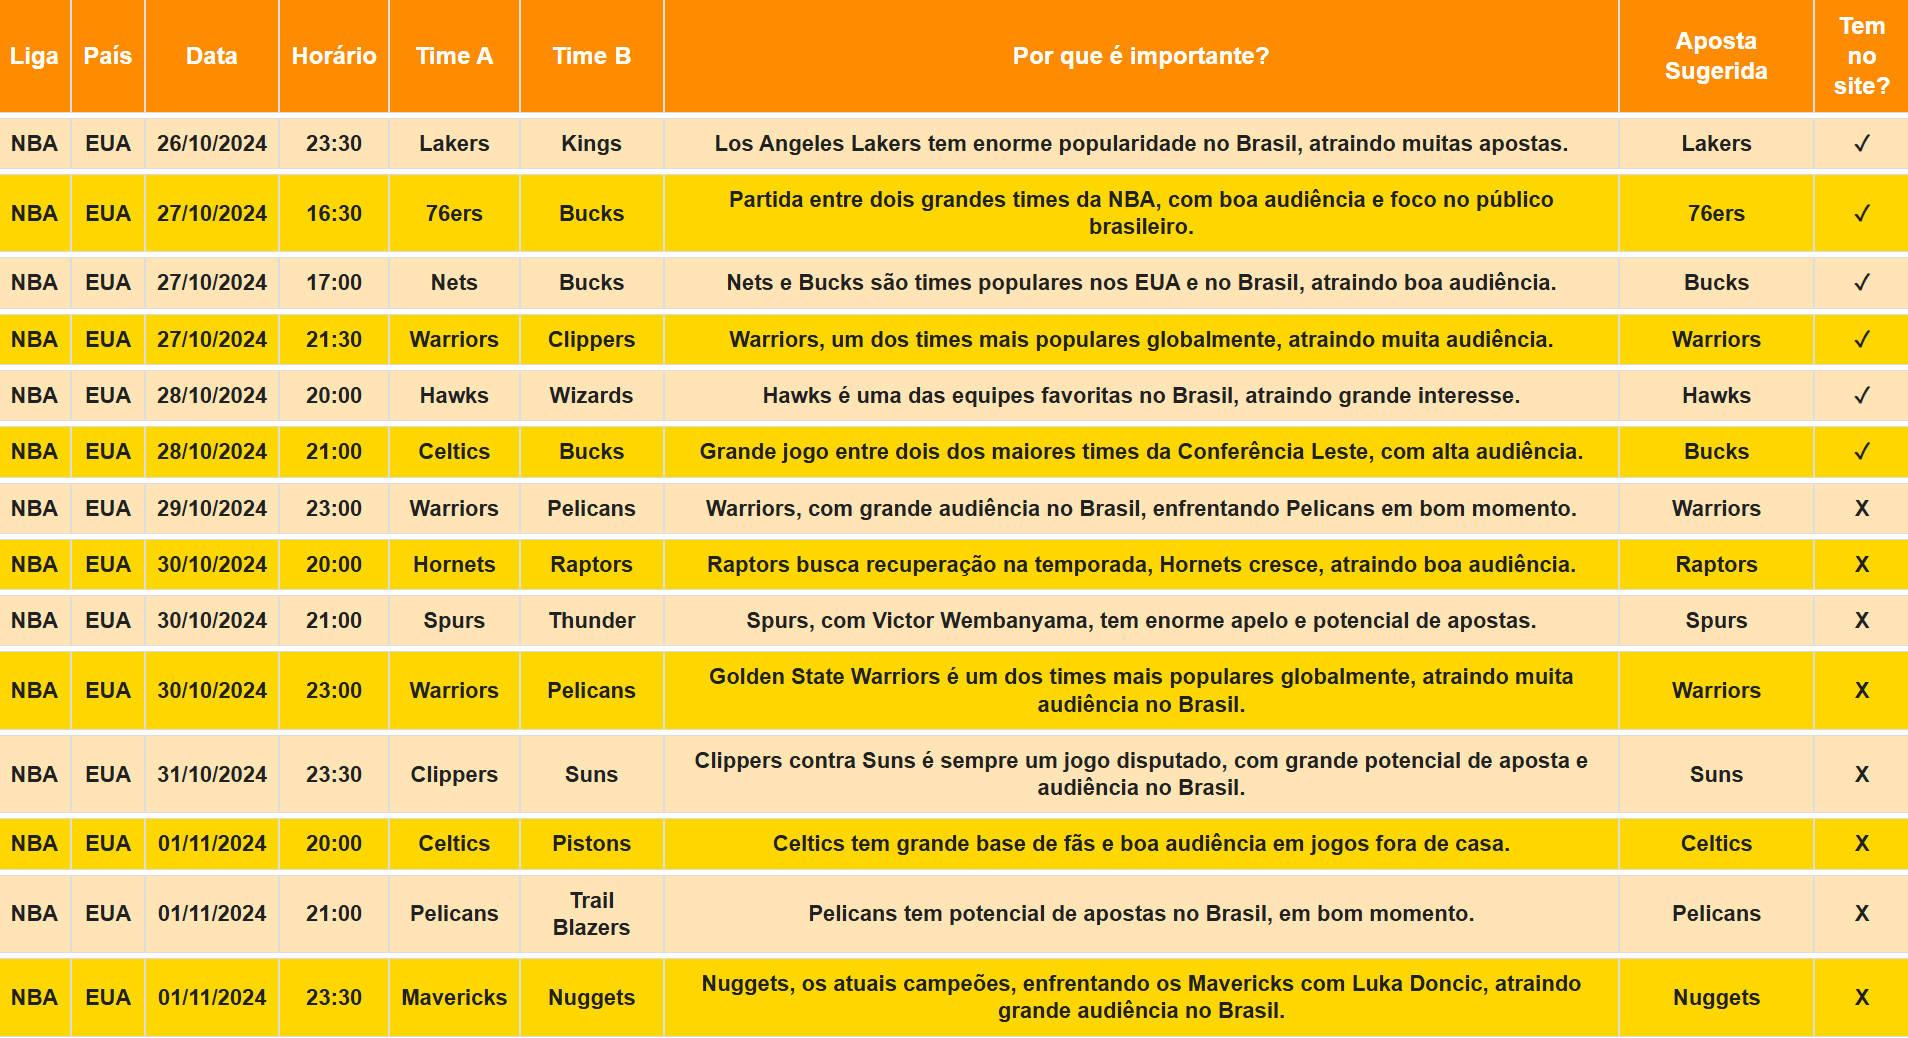 Liga País Data Horário Time A Time B Por que é importante? Aposta Sugerida Tem no site?
NBA EUA 26/10/2024 23:30 Lakers Kings Los Angeles Lakers tem enorme popularidade no Brasil, atraindo muitas apostas. Lakers ✓
NBA EUA 27/10/2024 16:30 76ers Bucks Partida entre dois grandes times da NBA, com boa audiência e foco no público brasileiro. 76ers ✓
NBA EUA 27/10/2024 17:00 Nets Bucks Nets e Bucks são times populares nos EUA e no Brasil, atraindo boa audiência. Bucks ✓
NBA EUA 27/10/2024 21:30 Warriors Clippers Warriors, um dos times mais populares globalmente, atraindo muita audiência. Warriors ✓
NBA EUA 28/10/2024 20:00 Hawks Wizards Hawks é uma das equipes favoritas no Brasil, atraindo grande interesse. Hawks ✓
NBA EUA 28/10/2024 21:00 Celtics Bucks Grande jogo entre dois dos maiores times da Conferência Leste, com alta audiência. Bucks ✓
NBA EUA 29/10/2024 23:00 Warriors Pelicans Warriors, com grande audiência no Brasil, enfrentando Pelicans em bom momento. Warriors X
NBA EUA 30/10/2024 20:00 Hornets Raptors Raptors busca recuperação na temporada, Hornets cresce, atraindo boa audiência. Raptors X
NBA EUA 30/10/2024 21:00 Spurs Thunder Spurs, com Victor Wembanyama, tem enorme apelo e potencial de apostas. Spurs X
NBA EUA 30/10/2024 23:00 Warriors Pelicans Golden State Warriors é um dos times mais populares globalmente, atraindo muita audiência no Brasil. Warriors X
NBA EUA 31/10/2024 23:30 Clippers Suns Clippers contra Suns é sempre um jogo disputado, com grande potencial de aposta e audiência no Brasil. Suns X
NBA EUA 01/11/2024 20:00 Celtics Pistons Celtics tem grande base de fãs e boa audiência em jogos fora de casa. Celtics X
NBA EUA 01/11/2024 21:00 Pelicans Trail Blazers Pelicans tem potencial de apostas no Brasil, em bom momento. Pelicans X
NBA EUA 01/11/2024 23:30 Mavericks Nuggets Nuggets, os atuais campeões, enfrentando os Mavericks com Luka Doncic, atraindo grande audiência no Brasil. Nuggets X